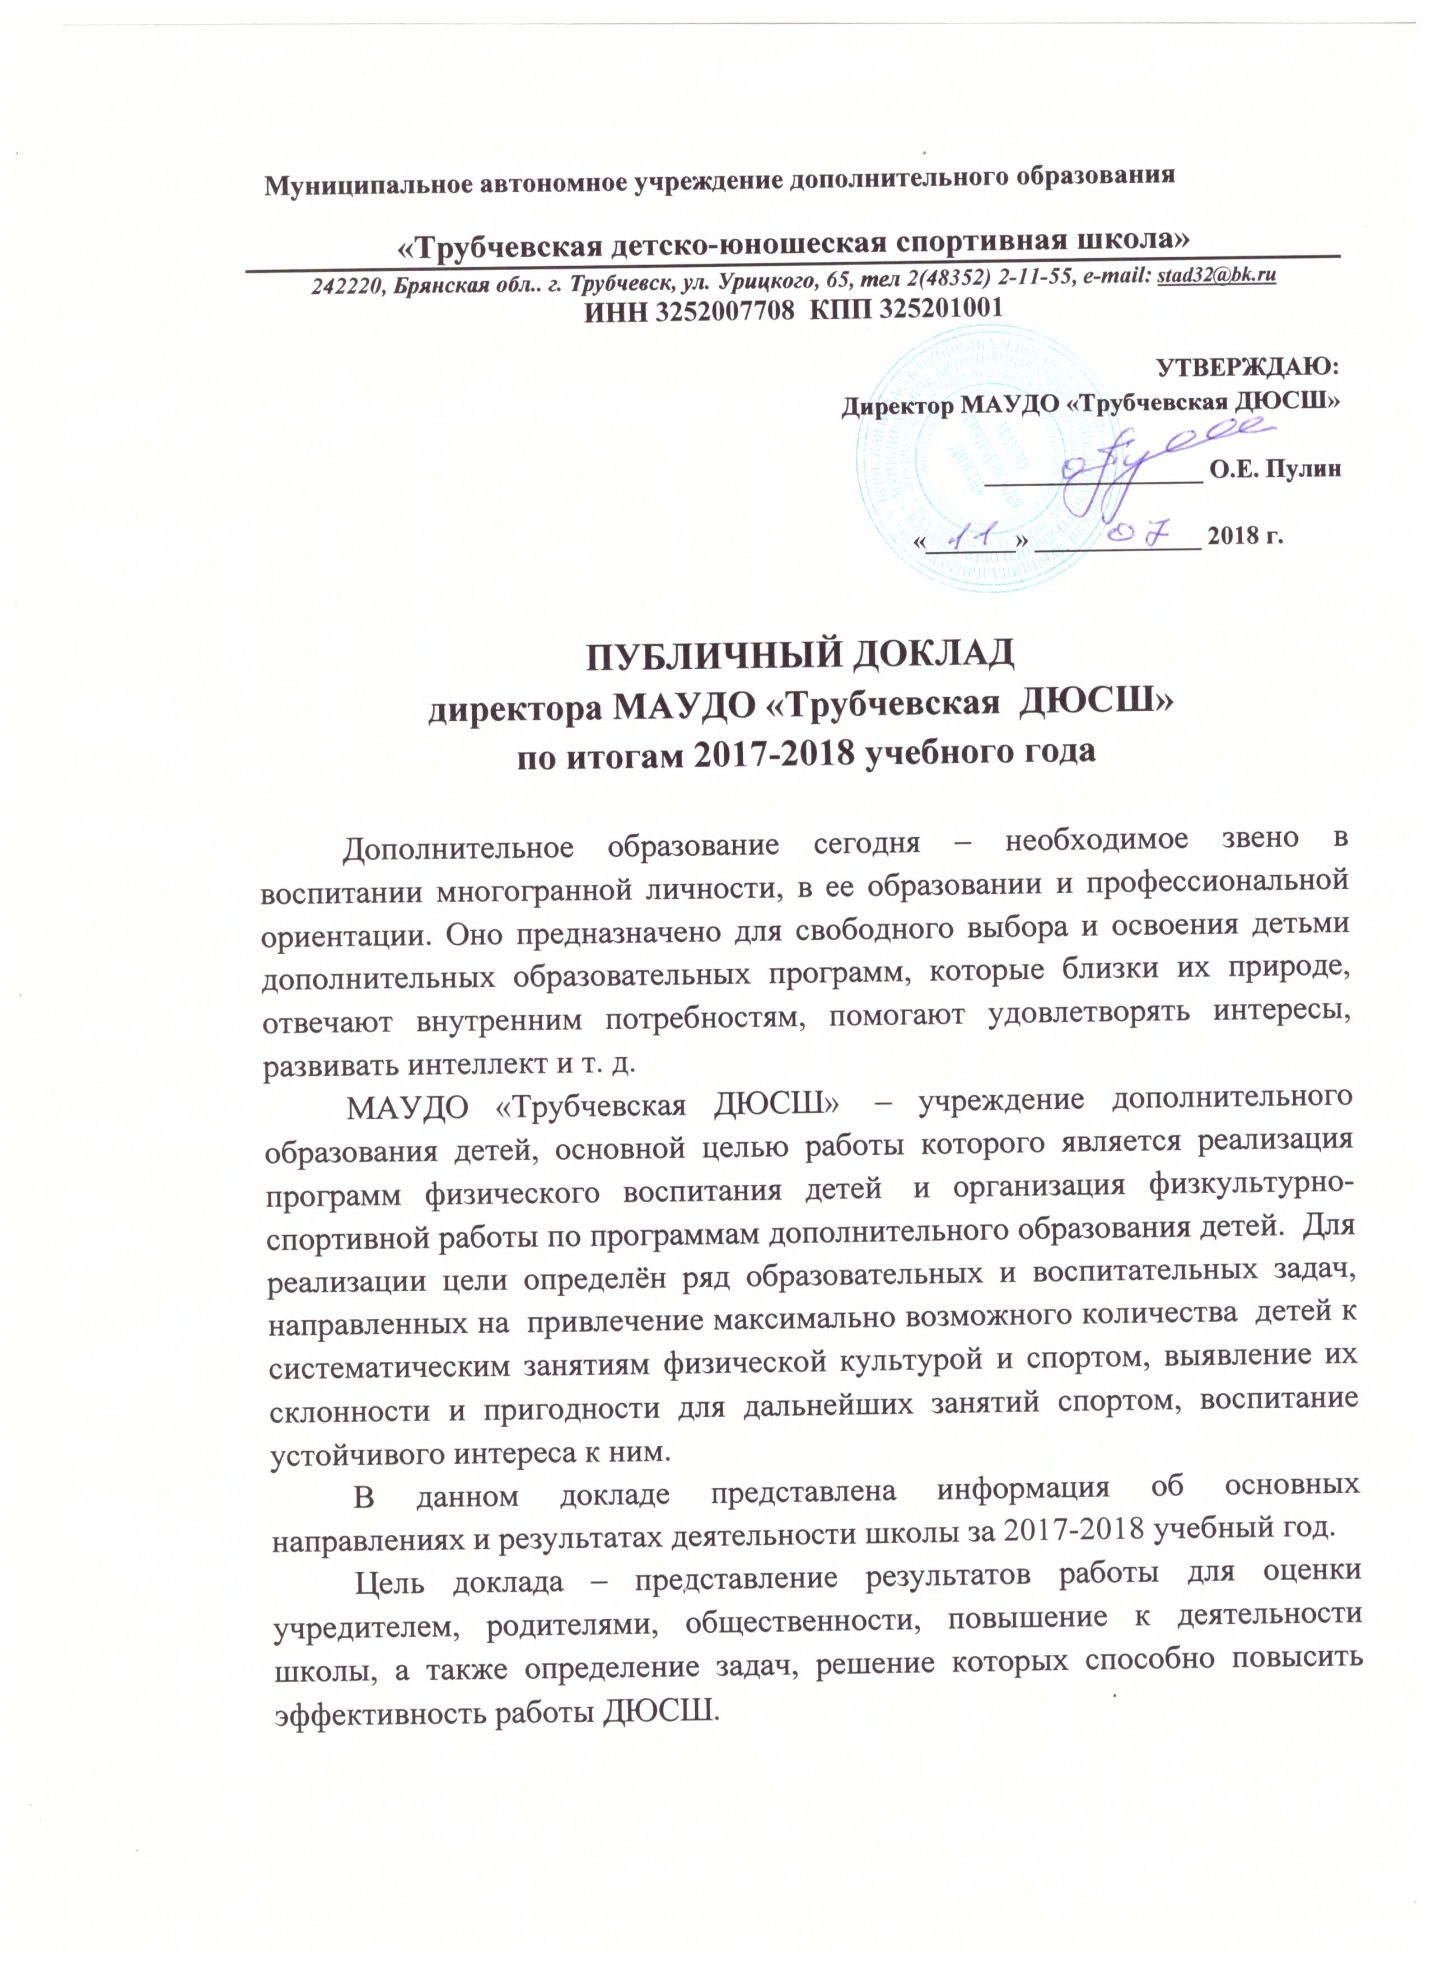 Муниципальное автономное учреждение дополнительного образования
«Трубчевская детско-юношеская спортивная школа»
242220, Брянская обл.. г. Трубчевск, ул. Урицкого, 65, тел 2(48352) 2-11-55, e-mail: stad32@bk.ru
ИНН 3252007708 КПП 325201001
УТВЕРЖДАЮ:
Директор МАУДО «Трубчевская ДЮСШ»
О.Е. Пулин
« 11 » 07 2018 г.
МАУДО
ТРУБЧЕВСКАЯ
ДЮСШ»
ПУБЛИЧНЫЙ ДОКЛАД
директора МАУДО «Трубчевская ДЮСШ»
по итогам 2017-2018 учебного года
Дополнительное образование сегодня – необходимое звено в
воспитании многогранной личности, в ее образовании и профессиональной
ориентации. Оно предназначено для свободного выбора и освоения детьми
дополнительных образовательных программ, которые близки их природе,
отвечают внутренним потребностям, помогают удовлетворять интересы,
развивать интеллект и т. д.
МАУДО «Трубчевская ДЮСШ» – учреждение дополнительного
образования детей, основной целью работы которого является реализация
программ физического воспитания детей и организация физкультурно-
спортивной работы по программам дополнительного образования детей. Для
реализации цели определён ряд образовательных и воспитательных задач,
направленных на привлечение максимально возможного количества детей к
систематическим занятиям физической культурой и спортом, выявление их
склонности и пригодности для дальнейших занятий спортом, воспитание
устойчивого интереса к ним.
В данном докладе представлена информация об основных
направлениях и результатах деятельности школы за 2017-2018 учебный год.
Цель доклада – представление результатов работы для оценки
учредителем, родителями, общественности, повышение к деятельности
школы, а также определение задач, решение которых способно повысить
эффективность работы ДЮСШ.